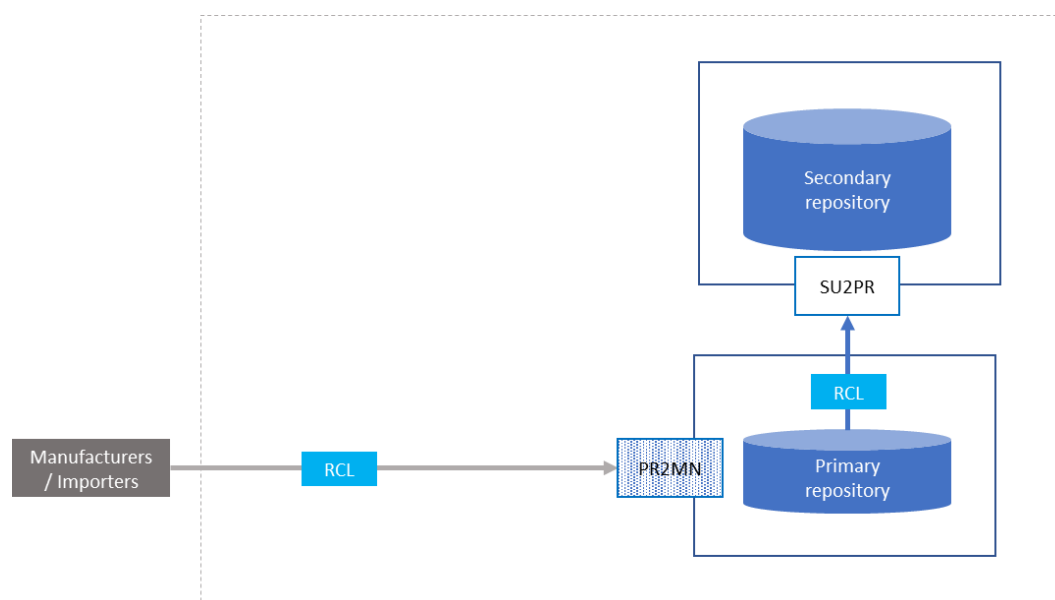 Secondary
repository
SU2PR
RCL
Manufacturers
/ Importers
RCL
PR2MN
Primary
repository